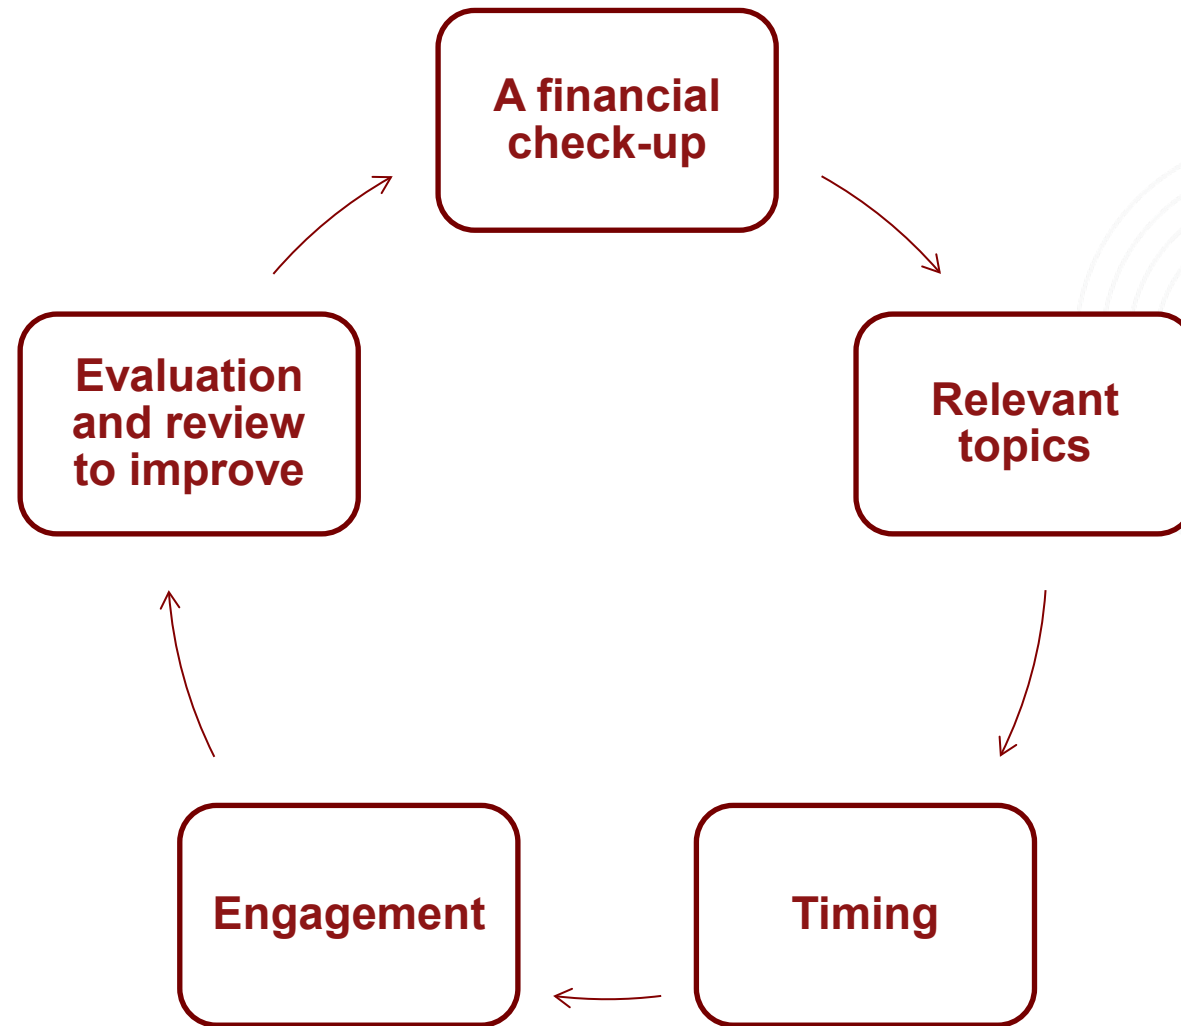 A financial
check-up
Relevant
topics
Timing
Engagement
Evaluation
and review
to improve